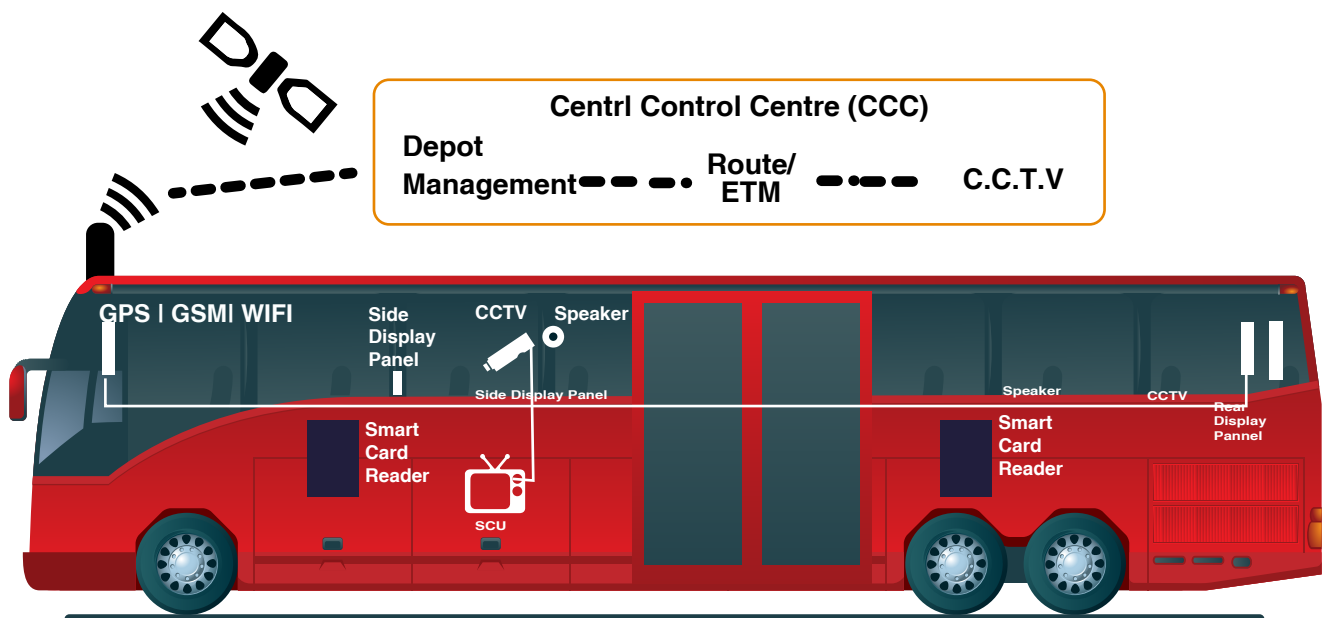 Centrl Control Centre (CCC)
Depot
Management
Route/
ETM
C.C.T.V
GPS | GSM| WIFI
Side
Display
Panel
CCTV
Speaker
Side Display Panel
Speaker
CCTV
Rear
Display
Pannel
Smart
Card
Reader
SCU
Smart
Card
Reader